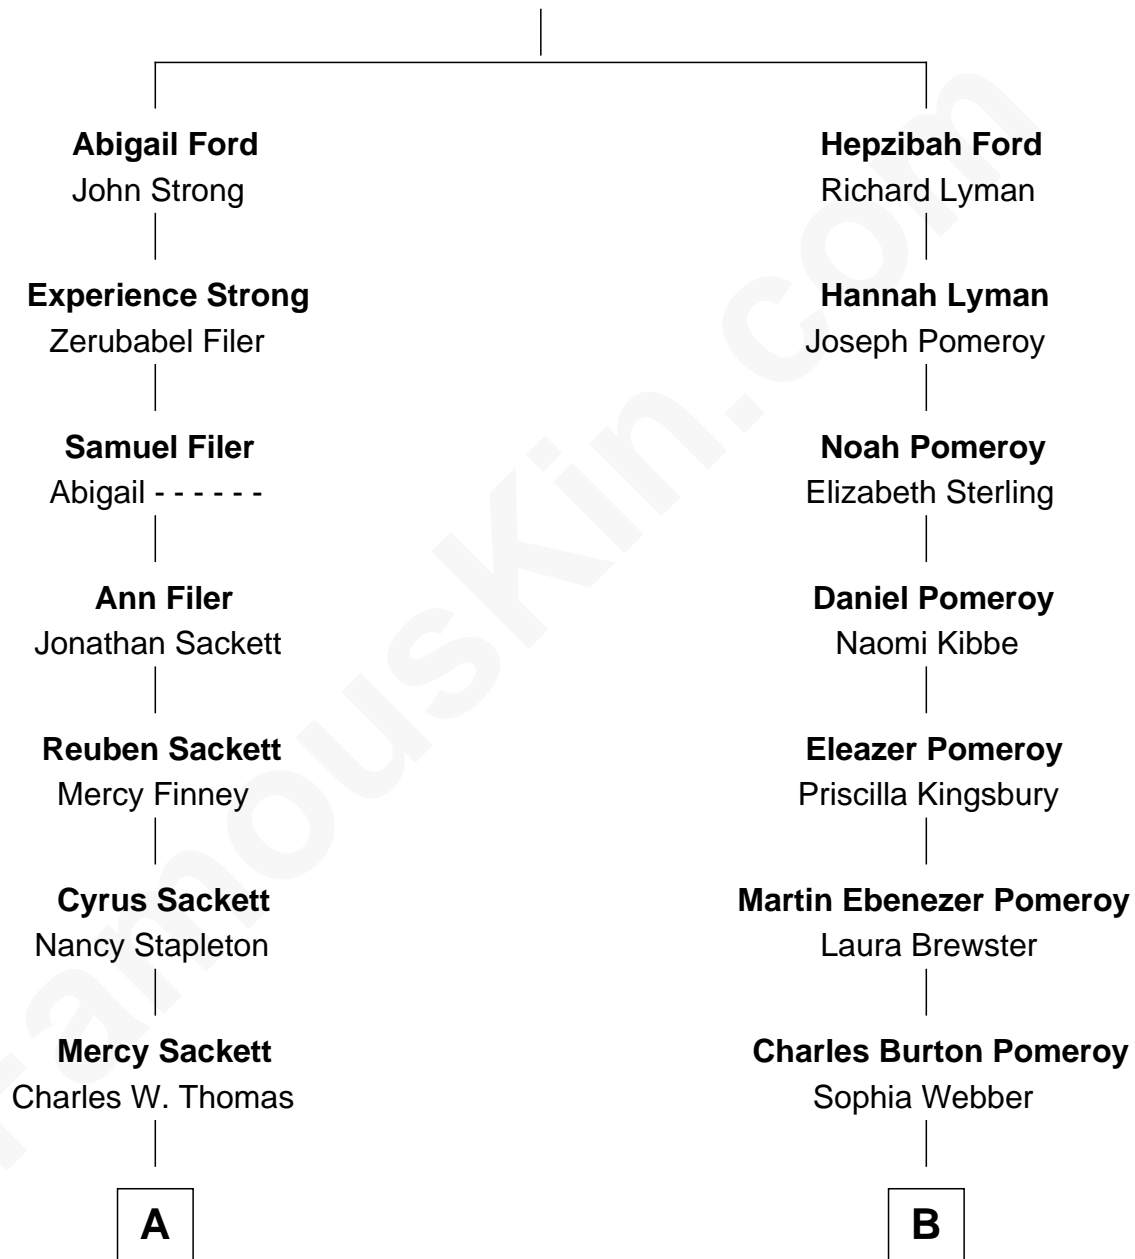 Abigail Ford
John Strong
Hepzibah Ford
Richard Lyman
Experience Strong
Zerubabel Filer
Hannah Lyman
Joseph Pomeroy
Samuel Filer
Abigail - - - - - -
Noah Pomeroy
Elizabeth Sterling
Ann Filer
Jonathan Sackett
Daniel Pomeroy
Naomi Kibbe
Reuben Sackett
Mercy Finney
Eleazer Pomeroy
Priscilla Kingsbury
Cyrus Sackett
Nancy Stapleton
Martin Ebenezer Pomeroy
Laura Brewster
Mercy Sackett
Charles W. Thomas
Charles Burton Pomeroy
Sophia Webber
A
B
FamousKin.com